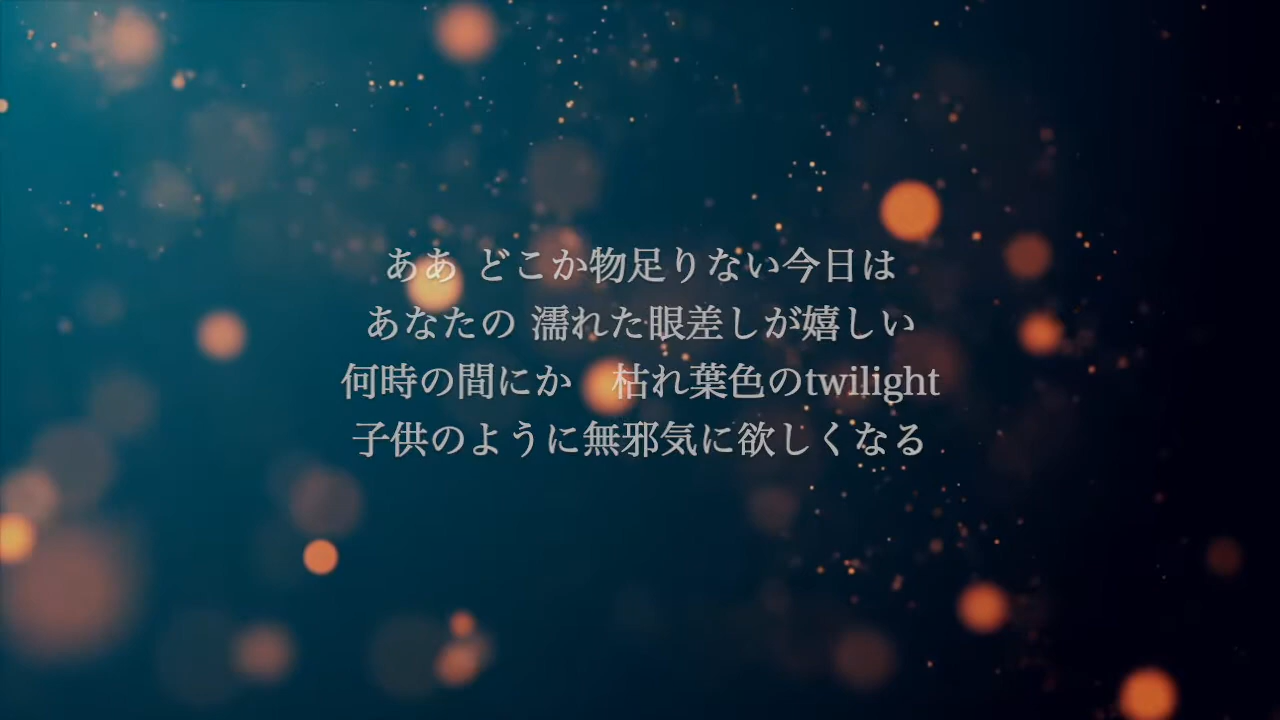 ああ どこか物足りない今日は
あなたの 濡れた眼差しが嬉しい
何時の間にか　枯れ葉色のtwilight
子供のように無邪気に欲しくなる